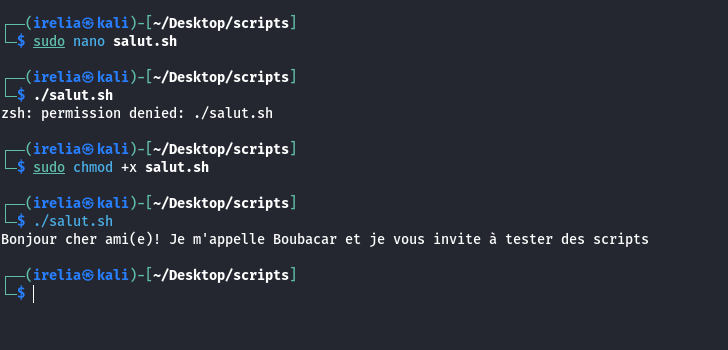 ┌──(irelia㉿kali)-[~/Desktop/scripts]
└─$ sudo nano salut.sh
┌──(irelia㉿kali)-[~/Desktop/scripts]
└─$ ./salut.sh
zsh: permission denied: ./salut.sh
┌──(irelia㉿kali)-[~/Desktop/scripts]
└─$ sudo chmod +x salut.sh
┌──(irelia㉿kali)-[~/Desktop/scripts]
└─$ ./salut.sh
Bonjour cher ami(e)! Je m'appelle Boubacar et je vous invite à tester des scripts
┌──(irelia㉿kali)-[~/Desktop/scripts]
└─$